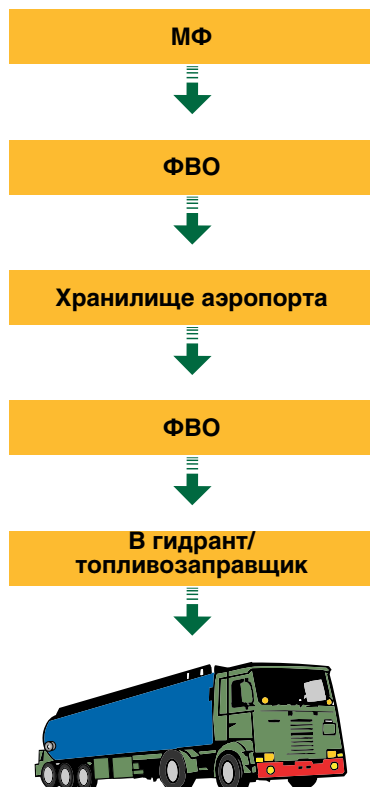 МФ
ФВО
Хранилище аэропорта
ФВО
В гидрант/
топливозаправщик